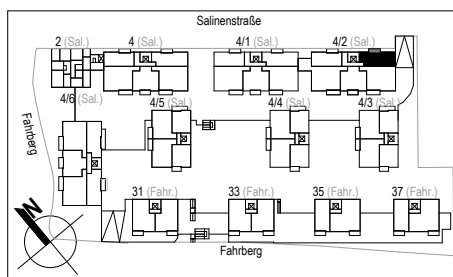 Salinenstraße
2 (Sal.) 4 (Sal.) 4/1 (Sal.) 4/2 (Sal.)
4/6 (Sal.) 4/5 (Sal.) 4/4 (Sal.) 4/3 (Sal.)
Fahrberg
31 (Fahr.) 33 (Fahr.) 35 (Fahr.) 37 (Fahr.)
N
Fahrberg